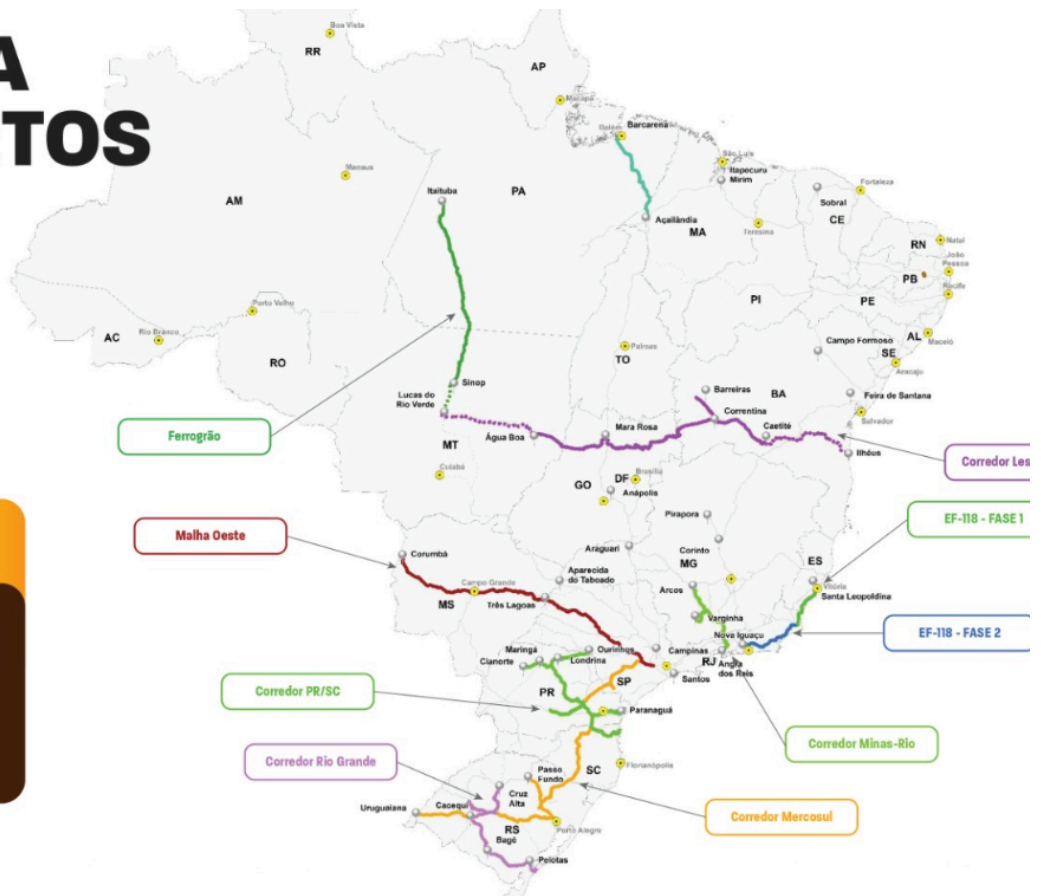 A
TOS
Boa Vista
RR
AP
Macapá
Belém
Barcarena
São Luís
Itapecuru
Mirim
Manaus
Itaituba
AM
PA
Açailândia
MA
Teresina
Sobral
CE
Fortaleza
RN
Natal
João
Pessoa
PB
Recife
PI
PE
Porto Velho
AC
Rio Branco
RO
Palmas
TO
Campo Formoso
AL
Maceió
SE
Aracaju
Sinop
Lucas do
Rio Verde
Barreiras
BA
Feira de Santana
Correntina
Salvador
Ferrogrão
MT
Água Boa
Mara Rosa
Caetité
Ilhéus
Corredor Les
Cuiabá
GO
DF
Brasília
Anápolis
Pirapora
EF-118 - FASE 1
Malha Oeste
Corumbá
Araguari
Corinto
MG
ES
Aparecida
do Taboado
Campo Grande
Arcos
Vitória
Santa Leopoldina
MS
Três Lagoas
Varginha
Nova Iguaçu
EF-118 - FASE 2
Maringá
Cianorte
Ourinhos
Londrina
Campinas
RJ
Angra
dos Reis
Santos
SP
Corredor PR/SC
PR
Paranaguá
Corredor Minas-Rio
Corredor Rio Grande
SC
Florianópolis
Passo
Fundo
Cruz
Alta
Uruguaiana
Cacequi
RS
Porto Alegre
Corredor Mercosul
Bagé
Pelotas